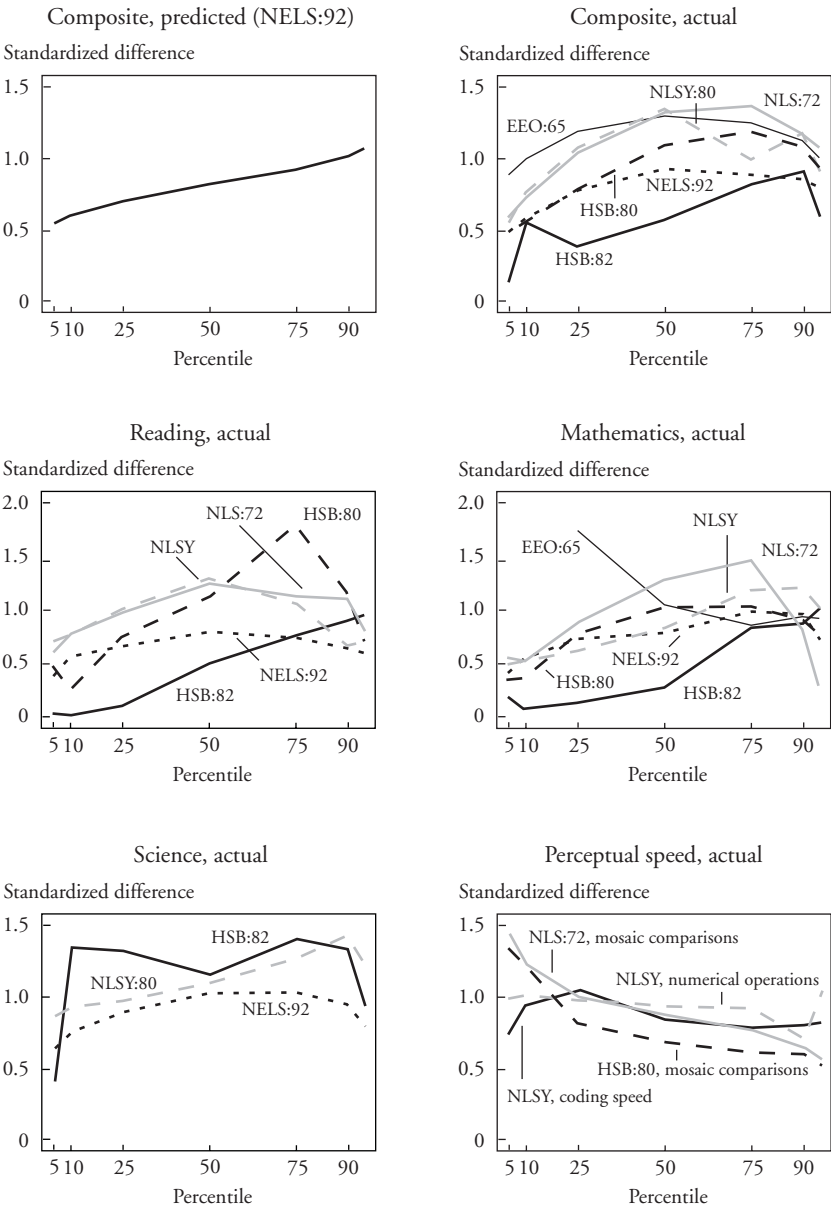 Composite, predicted (NELS:92)
Standardized difference
1.5
1.0
0.5
0
5 10 25 50 75 90
Percentile
Composite, actual
Standardized difference
1.5
1.0
0.5
0
NLSY:80
NLS:72
EEO:65
NELS:92
HSB:80
HSB:82
5 10 25 50 75 90
Percentile
Reading, actual
Standardized difference
2.0
1.5
1.0
0.5
0
NLS:72
HSB:80
NLSY
NELS:92
HSB:82
5 10 25 50 75 90
Percentile
Mathematics, actual
Standardized difference
2.0
1.5
1.0
0.5
0
NLSY
EEO:65
NLS:72
NELS:92
HSB:80
HSB:82
5 10 25 50 75 90
Percentile
Science, actual
Standardized difference
1.5
1.0
0.5
0
HSB:82
NLSY:80
NELS:92
5 10 25 50 75 90
Percentile
Perceptual speed, actual
Standardized difference
1.5
1.0
0.5
0
NLS:72, mosaic comparisons
NLSY, numerical operations
HSB:80, mosaic comparisons
NLSY, coding speed
5 10 25 50 75 90
Percentile